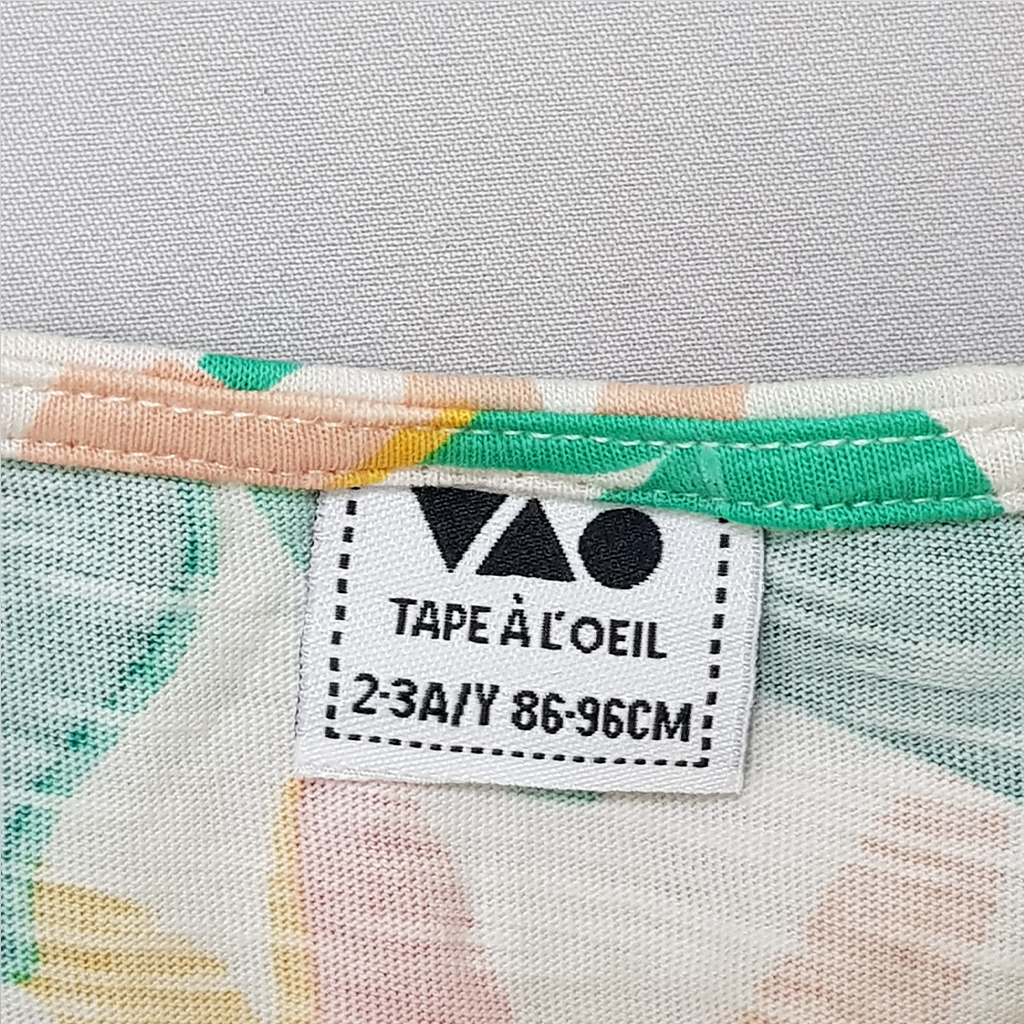 TAPE À L'OEIL
2-3A/Y 86-96CM